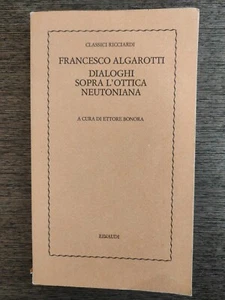 CLASSICI RICCIARDI
FRANCESCO ALGAROTTI
DIALOGHI
SOPRA L'OTTICA
NEUTONIANA
A CURA DI ETTORE BONORA
EINAUDI